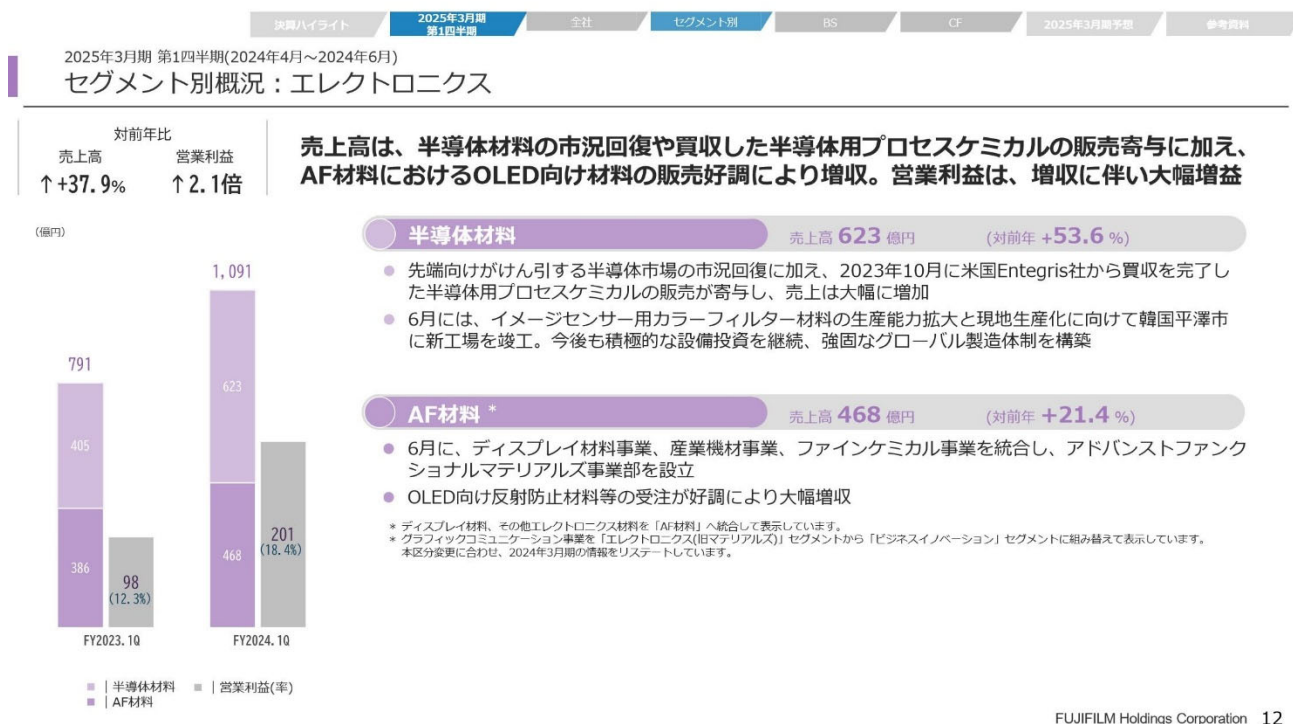 決算ハイライト
2025年3月期
第1四半期
全社
セグメント別
BS
CF
2025年3月期予想
参考資料
2025年3月期 第1四半期(2024年4月～2024年6月)
セグメント別概況：エレクトロニクス
対前年比
売上高 営業利益
↑+37.9% ↑2.1倍
売上高は、半導体材料の市況回復や買収した半導体用プロセスケミカルの販売寄与に加え、
AF材料におけるOLED向け材料の販売好調により増収。営業利益は、増収に伴い大幅増益
(億円)
791
405
386
98
(12.3%)
FY2023.1Q
1,091
623
468
201
(18.4%)
FY2024.1Q
■｜半導体材料 ■｜営業利益(率)
■｜AF材料
半導体材料 売上高 623 億円 (対前年 +53.6 %)
● 先端向けがけん引する半導体市場の市況回復に加え、2023年10月に米国Entegris社から買収を完了し
た半導体用プロセスケミカルの販売が寄与し、売上は大幅に増加
● 6月には、イメージセンサー用カラーフィルター材料の生産能力拡大と現地生産化に向けて韓国平澤市
に新工場を竣工。今後も積極的な設備投資を継続、強固なグローバル製造体制を構築
AF材料 * 売上高 468 億円 (対前年 +21.4 %)
● 6月に、ディスプレイ材料事業、産業機材事業、ファインケミカル事業を統合し、アドバンストファンク
ショナルマテリアルズ事業部を設立
● OLED向け反射防止材料等の受注が好調により大幅増収
* ディスプレイ材料、その他エレクトロニクス材料を「AF材料」へ統合して表示しています。
* グラフィックコミュニケーション事業を「エレクトロニクス(旧マテリアルズ)」セグメントから「ビジネスイノベーション」セグメントに組み替えて表示しています。
本区分変更に合わせ、2024年3月期の情報をリステートしています。
FUJIFILM Holdings Corporation 12